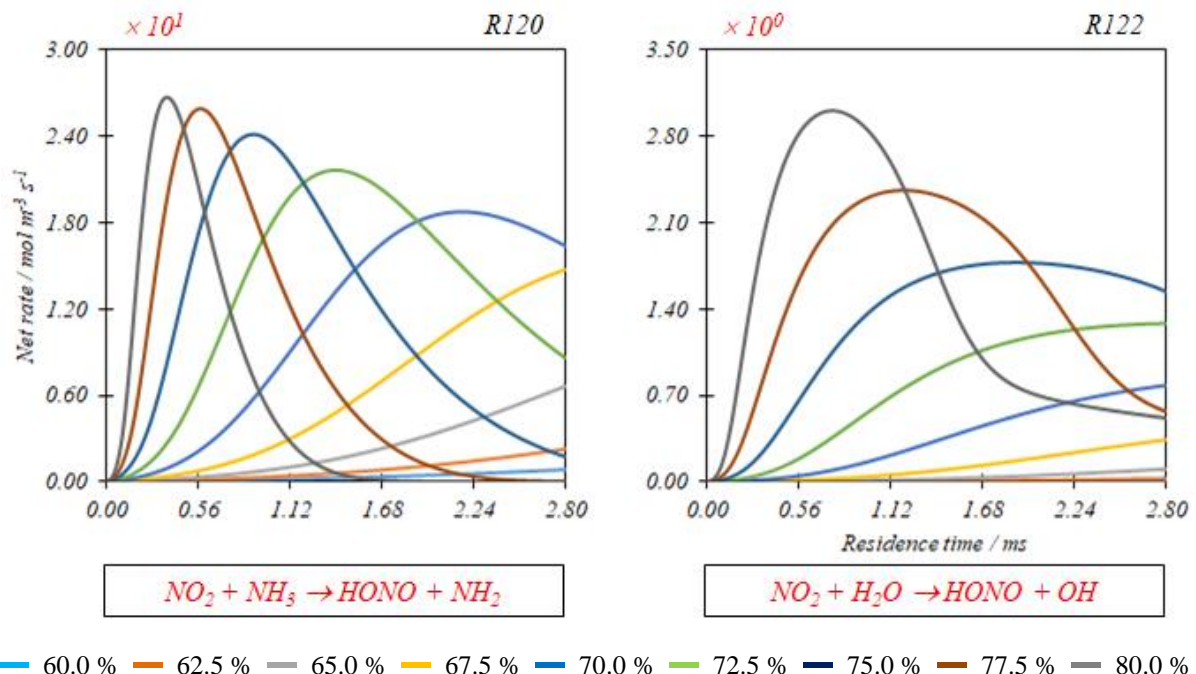 × 10¹ R120
3.00
2.40
1.80
1.20
0.60
0.00
0.00 0.56 1.12 1.68 2.24 2.80
Net rate / mol m⁻³ s⁻¹
NO₂ + NH₃ → HONO + NH₂
× 10⁰ R122
3.50
2.80
2.10
1.40
0.70
0.00
0.00 0.56 1.12 1.68 2.24 2.80
Residence time / ms
NO₂ + H₂O → HONO + OH
60.0 % 62.5 % 65.0 % 67.5 % 70.0 % 72.5 % 75.0 % 77.5 % 80.0 %